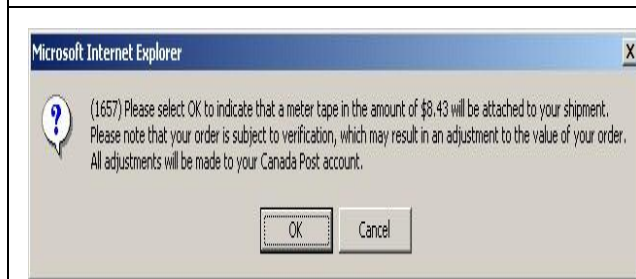 Microsoft Internet Explorer
X
?
(1657) Please select OK to indicate that a meter tape in the amount of $8.43 will be attached to your shipment.
Please note that your order is subject to verification, which may result in an adjustment to the value of your order.
All adjustments will be made to your Canada Post account.
OK
Cancel